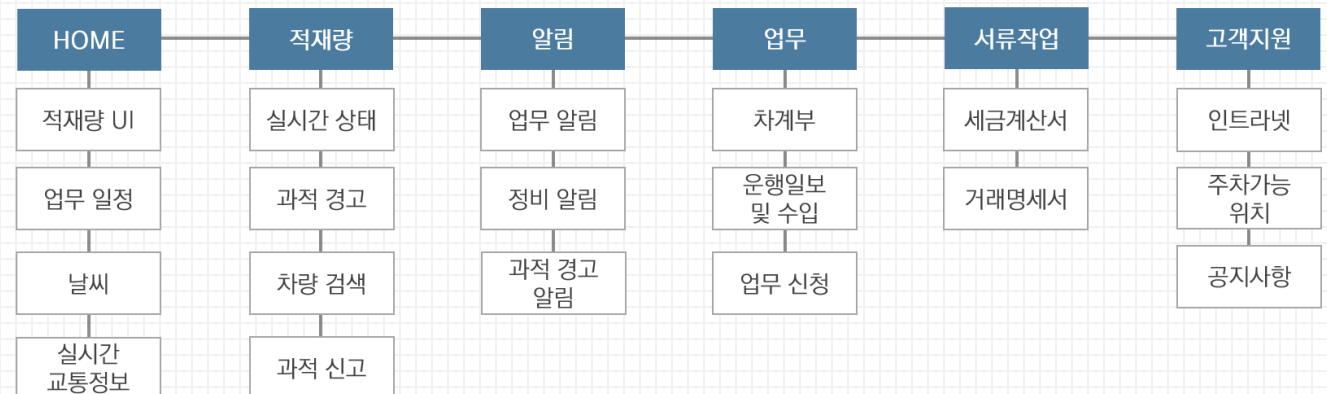 HOME
적재량
알림
업무
서류작업
고객지원
적재량 UI
실시간 상태
업무 알림
차계부
세금계산서
인트라넷
업무 일정
과적 경고
정비 알림
운행일보
및 수입
거래명세서
주차가능
위치
날씨
차량 검색
과적 경고
알림
업무 신청
공지사항
실시간
교통정보
과적 신고